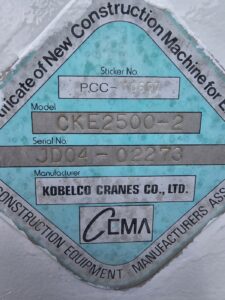 rtificate of New Construction Machine for E
Sticker No.
PCC-
Model
CKE2500-2
Serial No.
JD04-02273
Manufacturer
KOBELCO CRANES CO., LTD.
CEMA
CONSTRUCTION EQUIPMENT MANUFACTURERS ASS